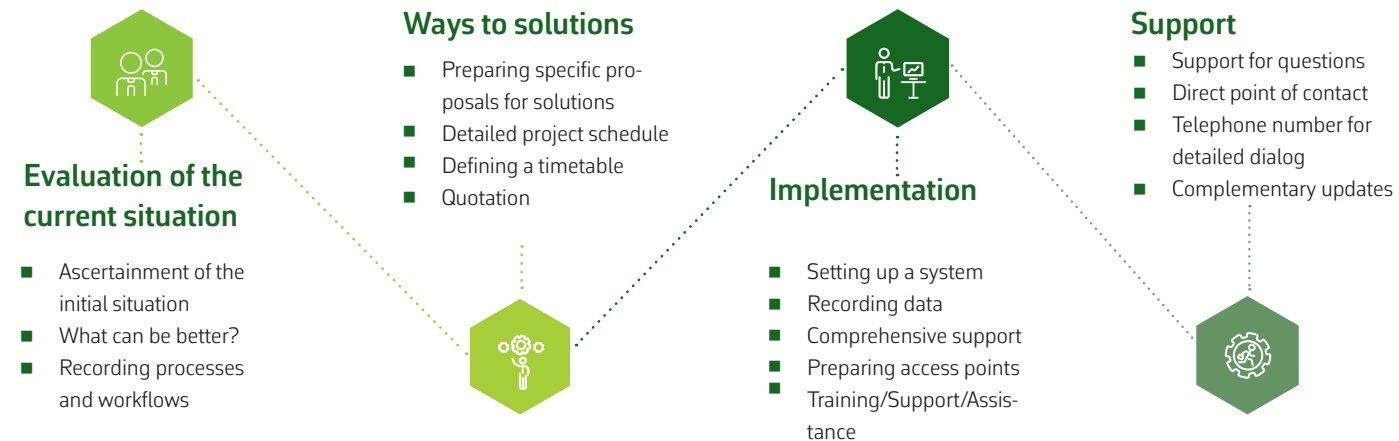 Evaluation of the
current situation
Ascertainment of the
initial situation
What can be better?
Recording processes
and workflows
Ways to solutions
Preparing specific pro-
posals for solutions
Detailed project schedule
Defining a timetable
Quotation
Implementation
Setting up a system
Recording data
Comprehensive support
Preparing access points
Training/Support/Assis-
tance
Support
Support for questions
Direct point of contact
Telephone number for
detailed dialog
Complementary updates